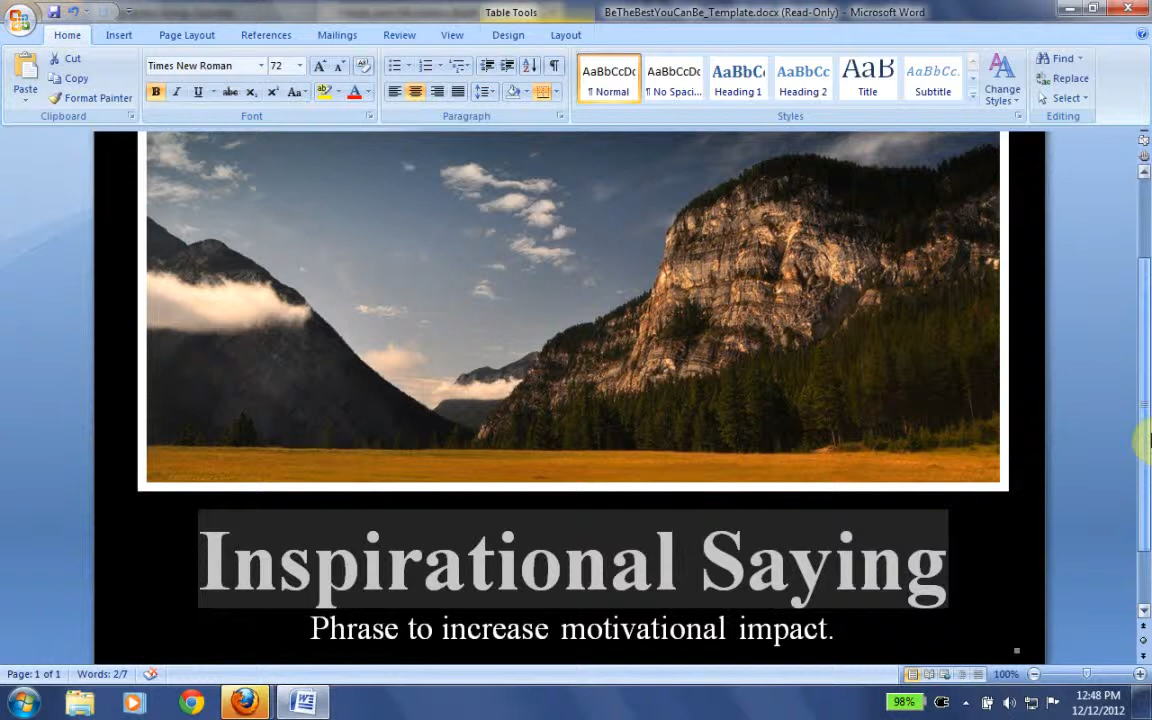 Table Tools
BeTheBestYouCanBe_Template.docx (Read-Only) - Microsoft Word
Home Insert Page Layout References Mailings Review View Design Layout
Paste
Cut
Copy
Format Painter
Clipboard
Times New Roman 72
Font
Paragraph
AaBbCcDc AaBbCcDc AaBbC AaBbCc AaB AaBbCc.
¶ Normal ¶ No Spaci... Heading 1 Heading 2 Title Subtitle
Change
Styles
Styles
Find
Replace
Select
Editing
Inspirational Saying
Phrase to increase motivational impact.
Page: 1 of 1 Words: 2/7
100%
98%
12:48 PM
12/12/2012